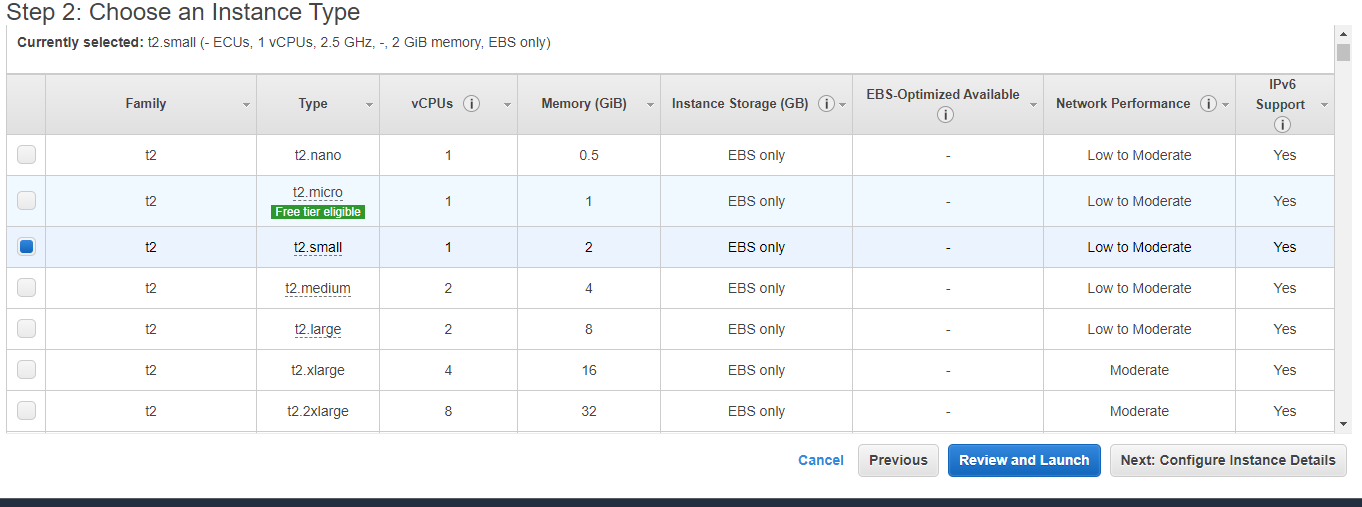 Step 2: Choose an Instance Type
Currently selected: t2.small (- ECUs, 1 vCPUs, 2.5 GHz, -, 2 GiB memory, EBS only)
Family Type vCPUs i Memory (GiB) Instance Storage (GB) i EBS-Optimized Available i Network Performance i IPv6 Support i
t2 t2.nano 1 0.5 EBS only - Low to Moderate Yes
t2 t2.micro Free tier eligible 1 1 EBS only - Low to Moderate Yes
t2 t2.small 1 2 EBS only - Low to Moderate Yes
t2 t2.medium 2 4 EBS only - Low to Moderate Yes
t2 t2.large 2 8 EBS only - Low to Moderate Yes
t2 t2.xlarge 4 16 EBS only - Moderate Yes
t2 t2.2xlarge 8 32 EBS only - Moderate Yes
Cancel Previous Review and Launch Next: Configure Instance Details